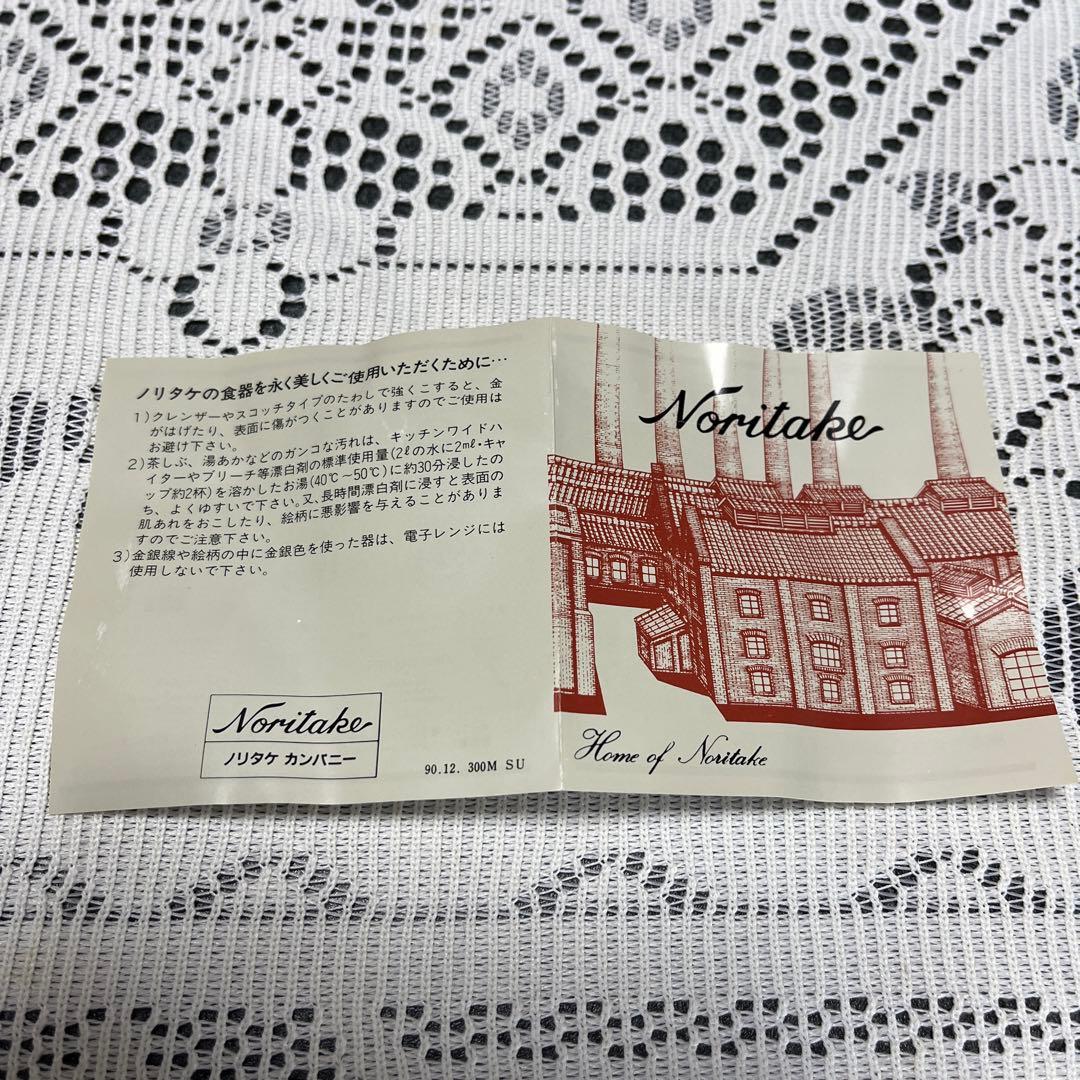 ノリタケの食器を永く美しくご使用いただくために…
1)クレンザーやスコッチタイプのたわしで強くこすると、金
がはげたり、表面に傷がつくことがありますのでご使用は
お避け下さい。
2)茶しぶ、湯あかなどのガンコな汚れは、キッチンワイドハ
イターやブリーチ等漂白剤の標準使用量(2ℓの水に2mℓ・キャ
ップ約2杯)を溶かしたお湯(40℃〜50℃)に約30分浸したの
ち、よくゆすいで下さい。又、長時間漂白剤に浸すと表面の
肌あれをおこしたり、絵柄に悪影響を与えることがありま
すのでご注意下さい。
3)金銀線や絵柄の中に金銀色を使った器は、電子レンジには
使用しないで下さい。
Noritake
ノリタケ カンパニー
90.12. 300M SU
Noritake
Home of Noritake